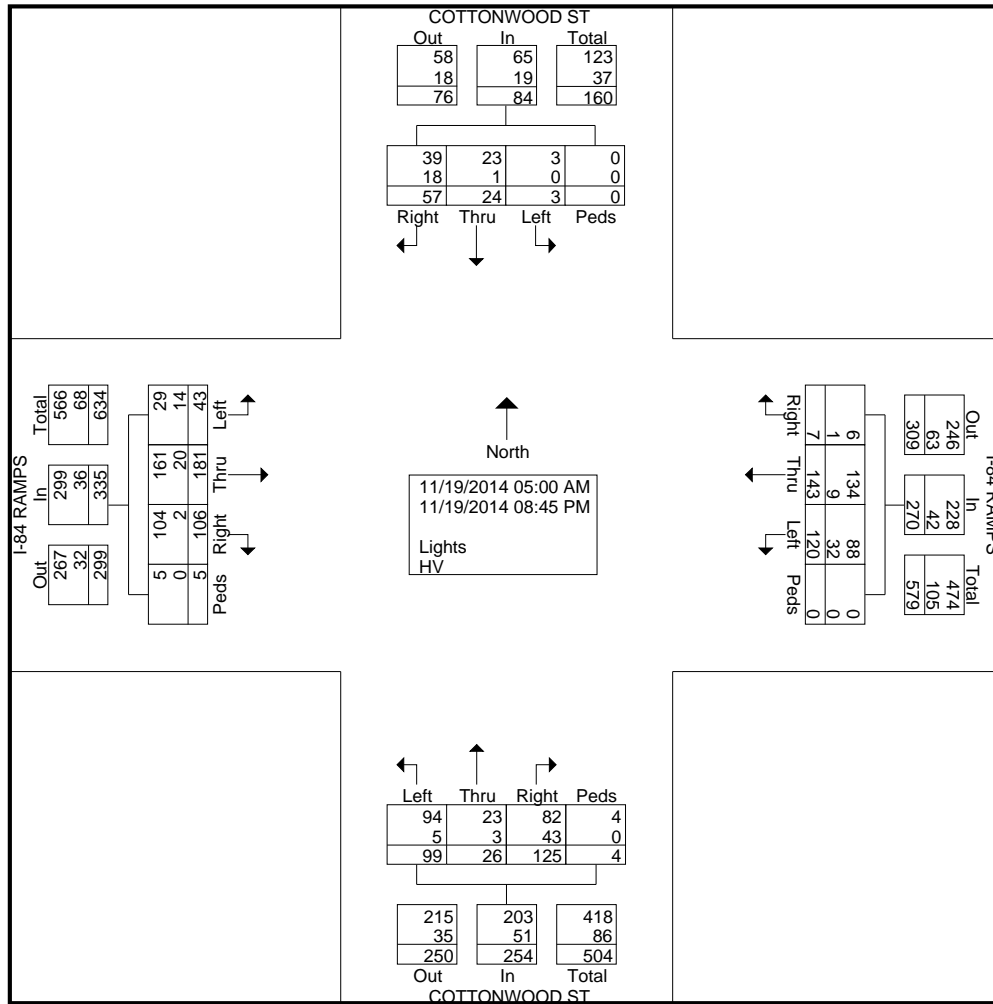 COTTONWOOD ST
Out In Total
58 65 123
18 19 37
76 84 160
39 23 3 0
18 1 0 0
57 24 3 0
Right Thru Left Peds
I-84 RAMPS
Total In Out
566 299 267
68 36 32
634 335 299
29 161 104 5
14 20 2 0
43 181 106 5
Left Thru Right Peds
North
11/19/2014 05:00 AM
11/19/2014 08:45 PM
Lights
HV
Right Thru Left Peds
6 134 88 0
1 9 32 0
7 143 120 0
Out In Total
246 228 474
63 42 105
309 270 579
I-84 RAMPS
Left Thru Right Peds
94 23 82 4
5 3 43 0
99 26 125 4
215 203 418
35 51 86
250 254 504
Out In Total
COTTONWOOD ST